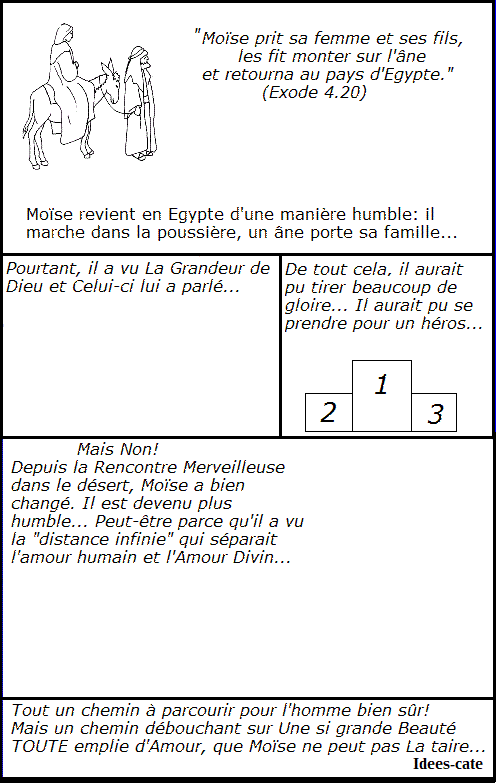 "Moïse prit sa femme et ses fils,
les fit monter sur l'âne
et retourna au pays d'Egypte."
(Exode 4.20)
Moïse revient en Egypte d'une manière humble: il
marche dans la poussière, un âne porte sa famille...
Pourtant, il a vu La Grandeur de
Dieu et Celui-ci lui a parlé...
De tout cela, il aurait
pu tirer beaucoup de
gloire... Il aurait pu se
prendre pour un héros...
1
2
3
Mais Non!
Depuis la Rencontre Merveilleuse
dans le désert, Moïse a bien
changé. Il est devenu plus
humble... Peut-être parce qu'il a vu
la "distance infinie" qui séparait
l'amour humain et l'Amour Divin...
Tout un chemin à parcourir pour l'homme bien sûr!
Mais un chemin débouchant sur Une si grande Beauté
TOUTE emplie d'Amour, que Moïse ne peut pas La taire...
Idees-cate